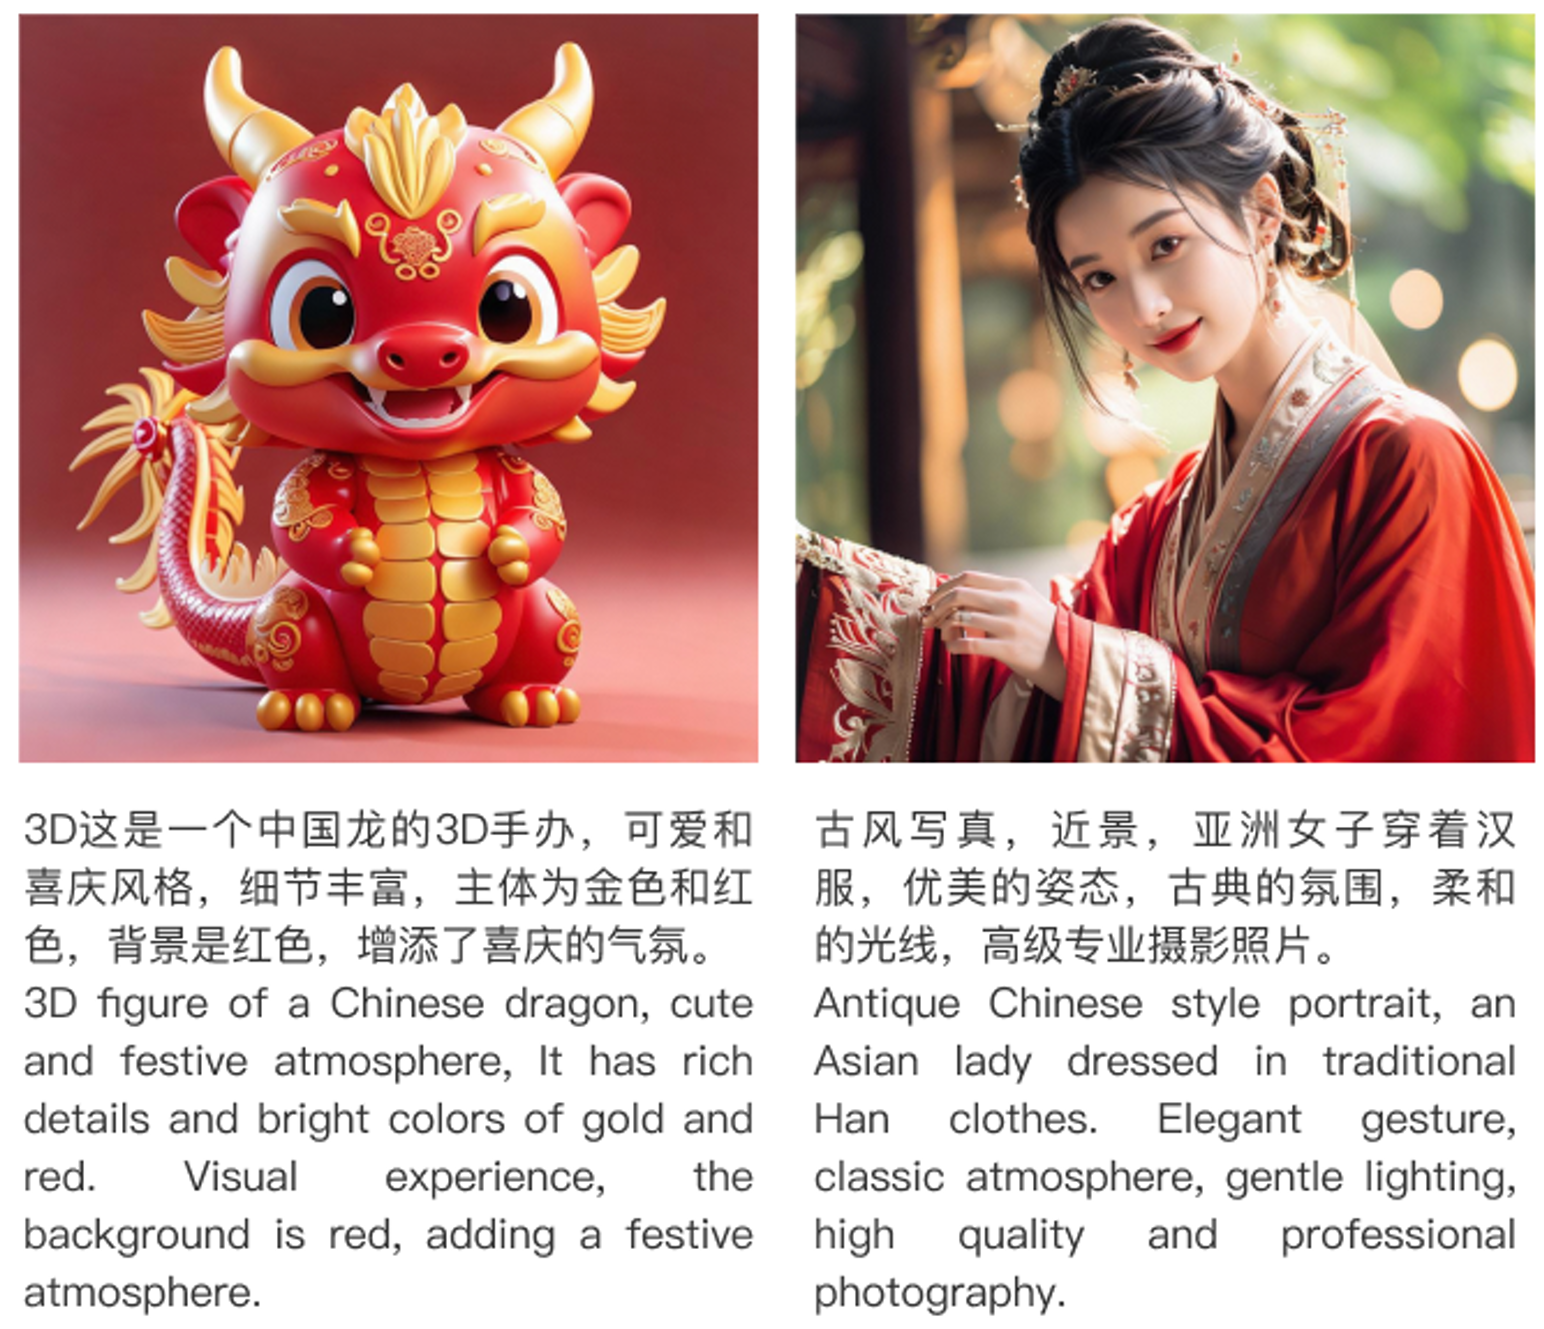 3D这是一个中国龙的3D手办，可爱和
喜庆风格，细节丰富，主体为金色和红
色，背景是红色，增添了喜庆的气氛。
3D figure of a Chinese dragon, cute
and festive atmosphere, It has rich
details and bright colors of gold and
red. Visual experience, the
background is red, adding a festive
atmosphere.
古风写真，近景，亚洲女子穿着汉
服，优美的姿态，古典的氛围，柔和
的光线，高级专业摄影照片。
Antique Chinese style portrait, an
Asian lady dressed in traditional
Han clothes. Elegant gesture,
classic atmosphere, gentle lighting,
high quality and professional
photography.